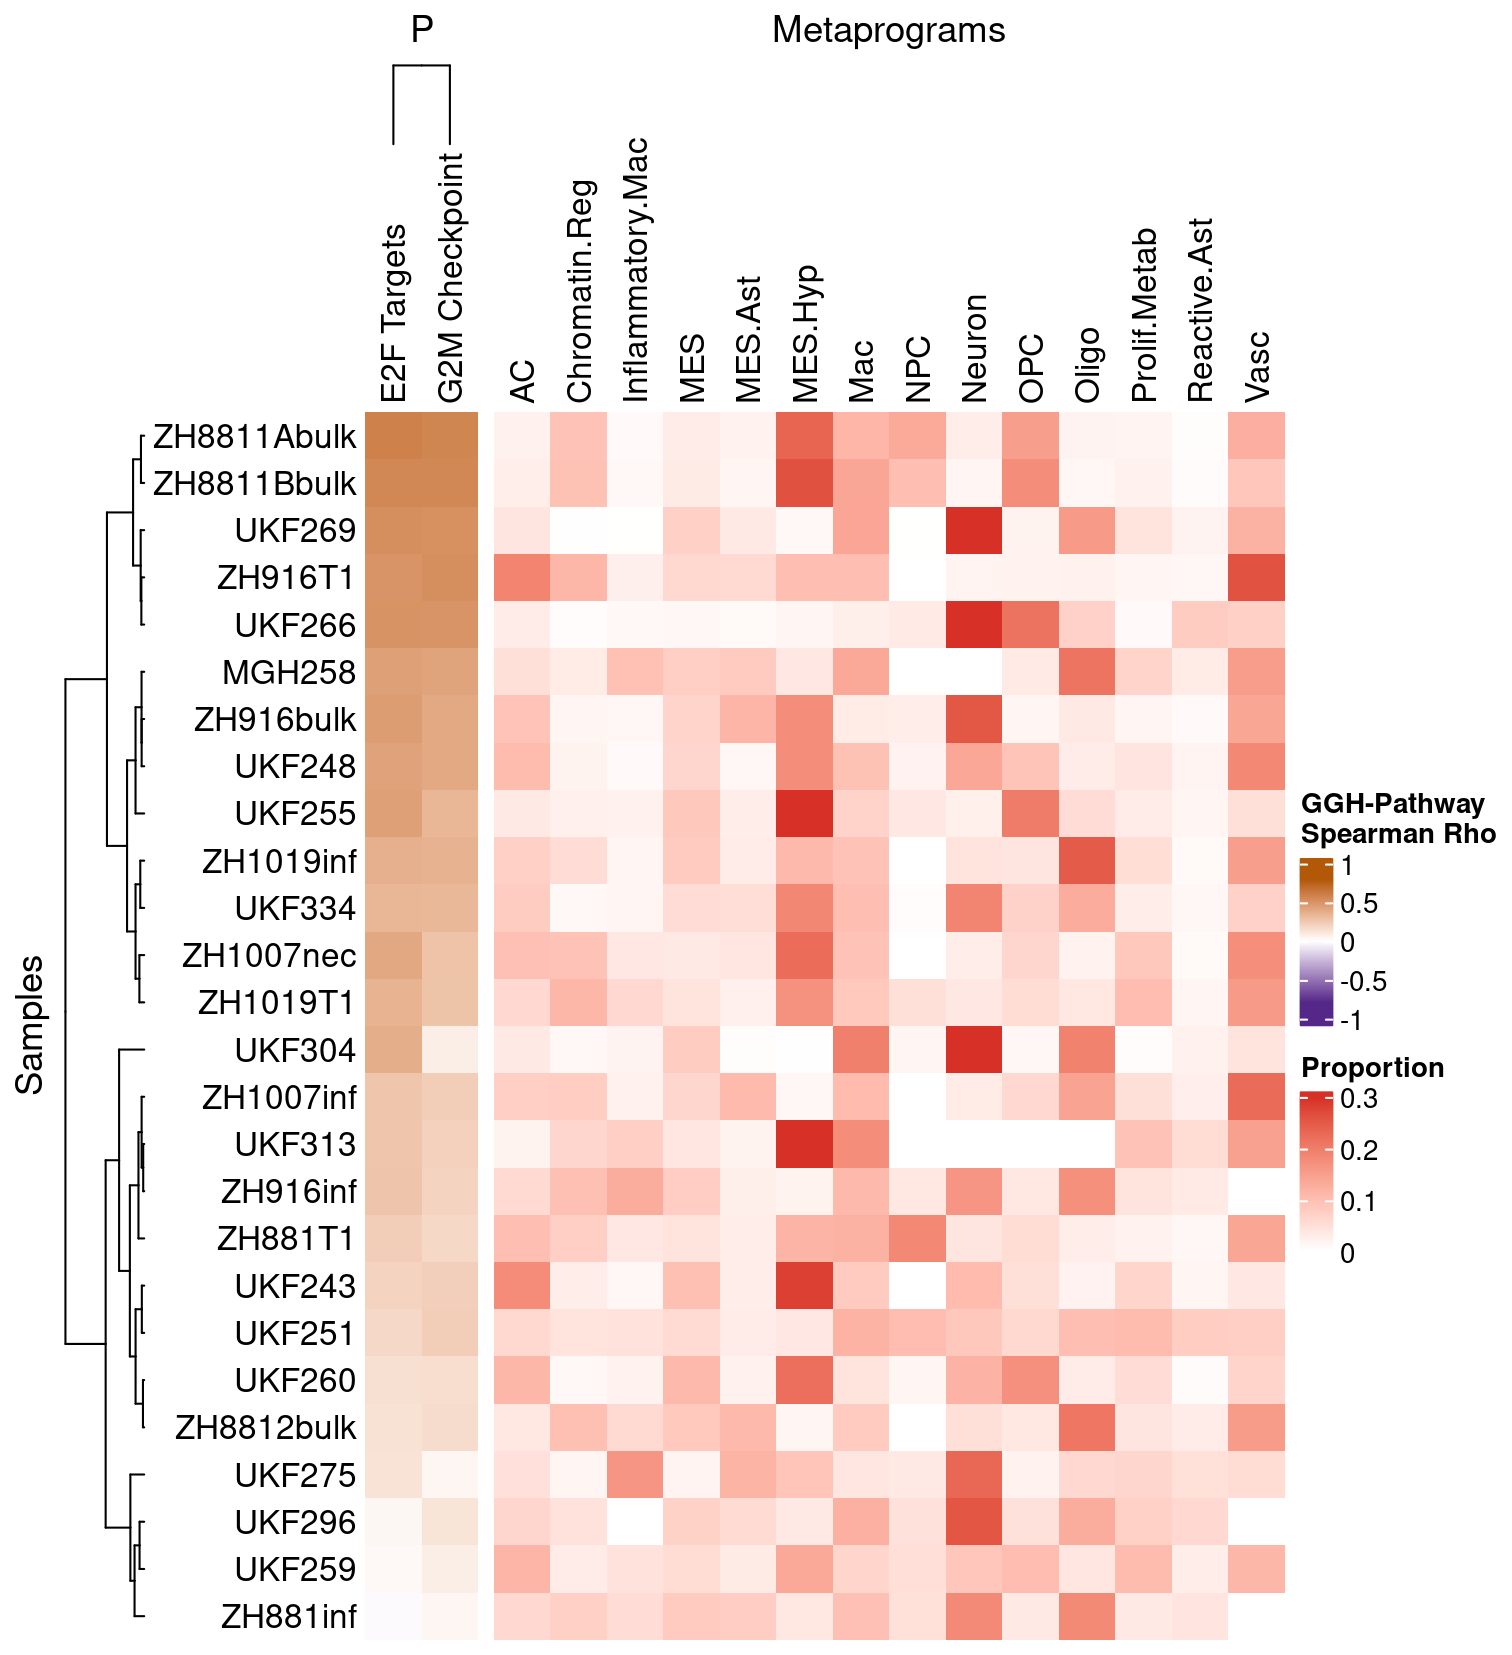 P
Metaprograms
E2F Targets
G2M Checkpoint
AC
Chromatin.Reg
Inflammatory.Mac
MES
MES.Ast
MES.Hyp
Mac
NPC
Neuron
OPC
Oligo
Prolif.Metab
Reactive.Ast
Vasc
Samples
ZH8811Abulk
ZH8811Bbulk
UKF269
ZH916T1
UKF266
MGH258
ZH916bulk
UKF248
UKF255
ZH1019inf
UKF334
ZH1007nec
ZH1019T1
UKF304
ZH1007inf
UKF313
ZH916inf
ZH881T1
UKF243
UKF251
UKF260
ZH8812bulk
UKF275
UKF296
UKF259
ZH881inf
GGH-Pathway
Spearman Rho
1
0.5
0
-0.5
-1
Proportion
0.3
0.2
0.1
0